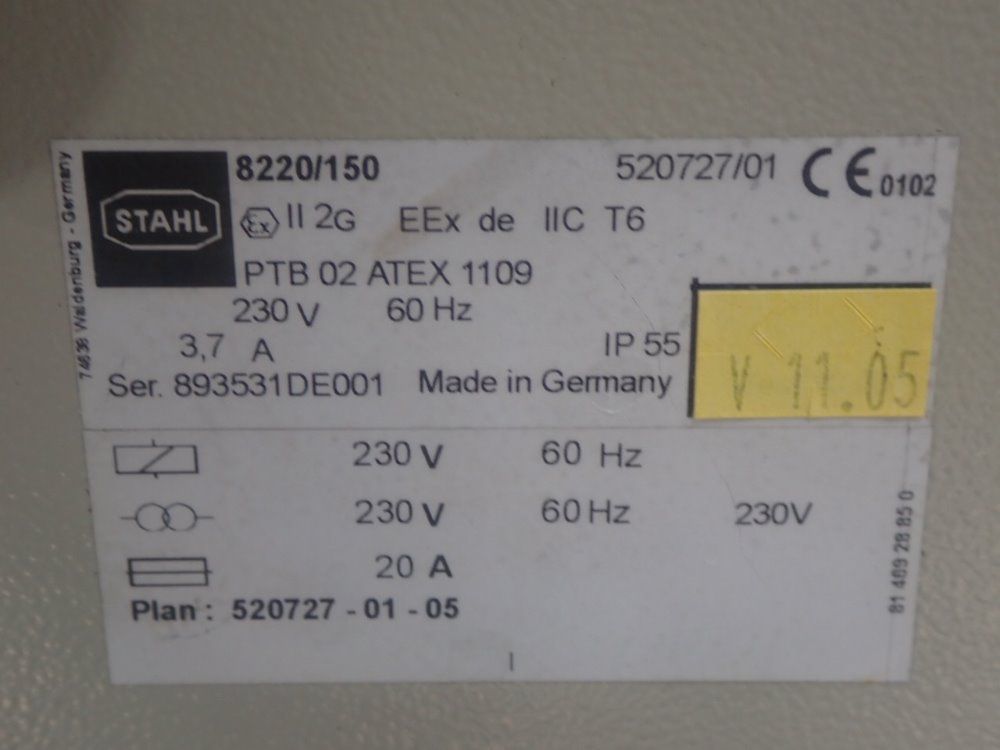 8220/150 520727/01 CE 0102
STAHL
Ex II 2G EEx de IIC T6
PTB 02 ATEX 1109
230 V 60 Hz
3,7 A IP 55
Ser. 893531DE001 Made in Germany
V 11.05
74638 Waldenburg - Germany
230 V 60 Hz
230 V 60 Hz 230V
20 A
Plan : 520727 - 01 - 05
81 469 28 85 0